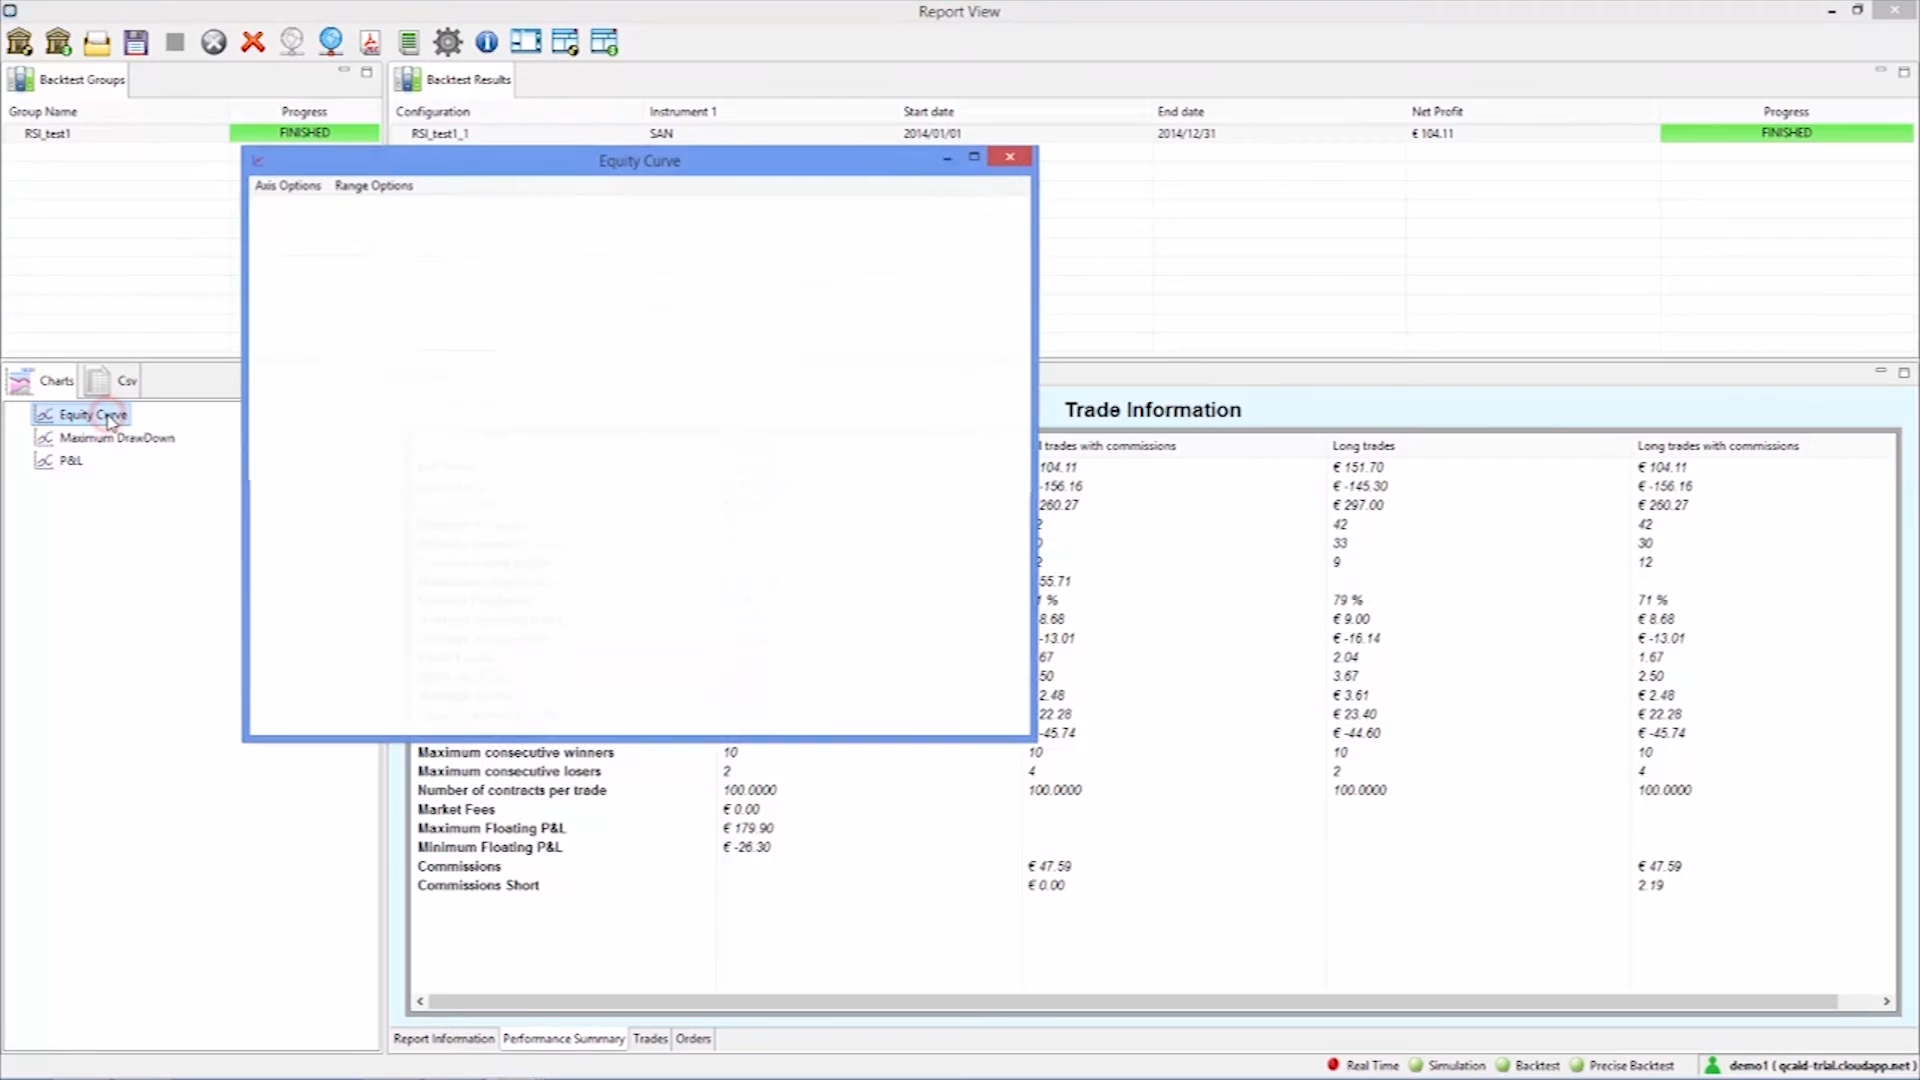 Report View
Backtest Groups
Backtest Results
Group Name Progress
Configuration Instrument 1 Start date End date Net Profit Progress
RSI_test1 FINISHED
RSI_test1_1 SAN 2014/01/01 2014/12/31 € 104.11 FINISHED
Equity Curve
Axis Options Range Options
Charts Csv
Equity Curve
Maximum DrawDown
P&L
Trade Information
trades with commissions Long trades Long trades with commissions
104.11 € 151.70 € 104.11
-156.16 € -145.30 € -156.16
260.27 € 297.00 € 260.27
2 42 42
0 33 30
2 9 12
55.71
1 % 79 % 71 %
8.68 € 9.00 € 8.68
-13.01 € -16.14 € -13.01
67 2.04 1.67
50 3.67 2.50
2.48 € 3.61 € 2.48
22.28 € 23.40 € 22.28
-45.74 € -44.60 € -45.74
Maximum consecutive winners 10 10 10 10
Maximum consecutive losers 2 4 2 4
Number of contracts per trade 100.0000 100.0000 100.0000 100.0000
Market Fees € 0.00
Maximum Floating P&L € 179.90
Minimum Floating P&L € -26.30
Commissions € 47.59 € 47.59
Commissions Short € 0.00 2.19
Report Information Performance Summary Trades Orders
Real Time Simulation Backtest Precise Backtest demo1 ( qcaid-trial.cloudapp.net )